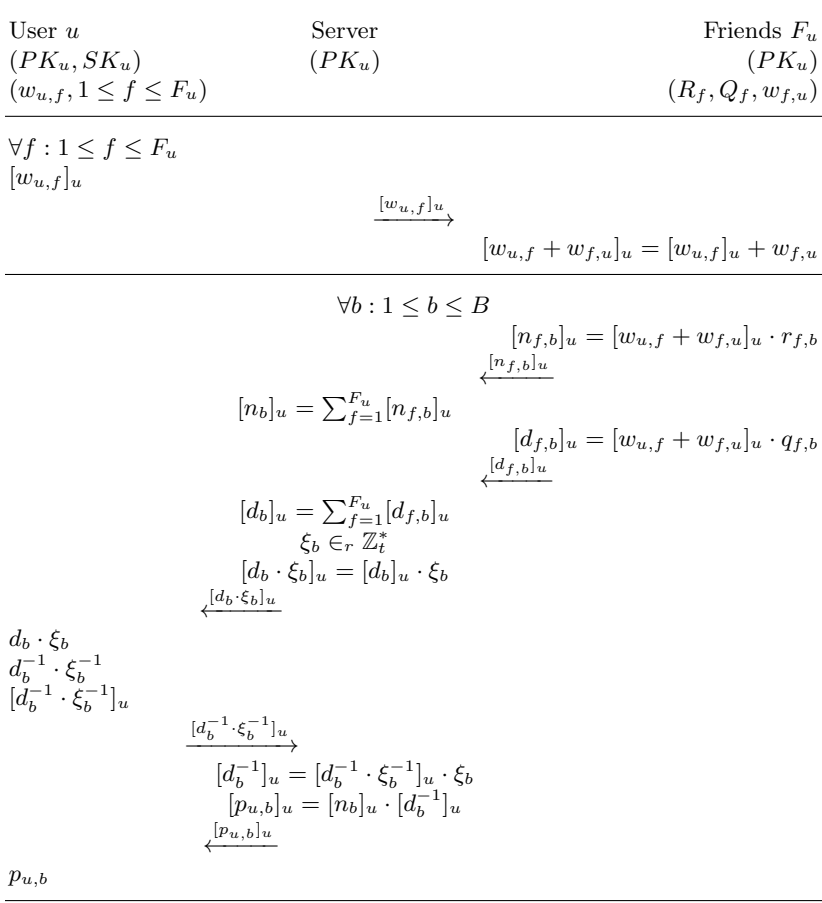 User u Server Friends F_u
(PK_u, SK_u) (PK_u) (PK_u)
(w_{u,f}, 1 ≤ f ≤ F_u) (R_f, Q_f, w_{f,u})
∀f : 1 ≤ f ≤ F_u
[w_{u,f}]_u
[w_{u,f}]_u
[w_{u,f} + w_{f,u}]_u = [w_{u,f}]_u + w_{f,u}
∀b : 1 ≤ b ≤ B
[n_{f,b}]_u = [w_{u,f} + w_{f,u}]_u · r_{f,b}
[n_{f,b}]_u
[n_b]_u = ∑_{f=1}^{F_u} [n_{f,b}]_u
[d_{f,b}]_u = [w_{u,f} + w_{f,u}]_u · q_{f,b}
[d_{f,b}]_u
[d_b]_u = ∑_{f=1}^{F_u} [d_{f,b}]_u
ξ_b ∈_r ℤ_t^*
[d_b · ξ_b]_u = [d_b]_u · ξ_b
[d_b·ξ_b]_u
d_b · ξ_b
d_b^{-1} · ξ_b^{-1}
[d_b^{-1} · ξ_b^{-1}]_u
[d_b^{-1}·ξ_b^{-1}]_u
[d_b^{-1}]_u = [d_b^{-1} · ξ_b^{-1}]_u · ξ_b
[p_{u,b}]_u = [n_b]_u · [d_b^{-1}]_u
[p_{u,b}]_u
p_{u,b}